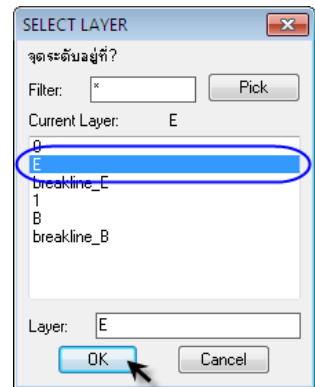 SELECT LAYER
จุดระดับอยู่ที่?
Filter: * Pick
Current Layer: E
0
E
breakline_E
1
B
breakline_B
Layer: E
OK Cancel